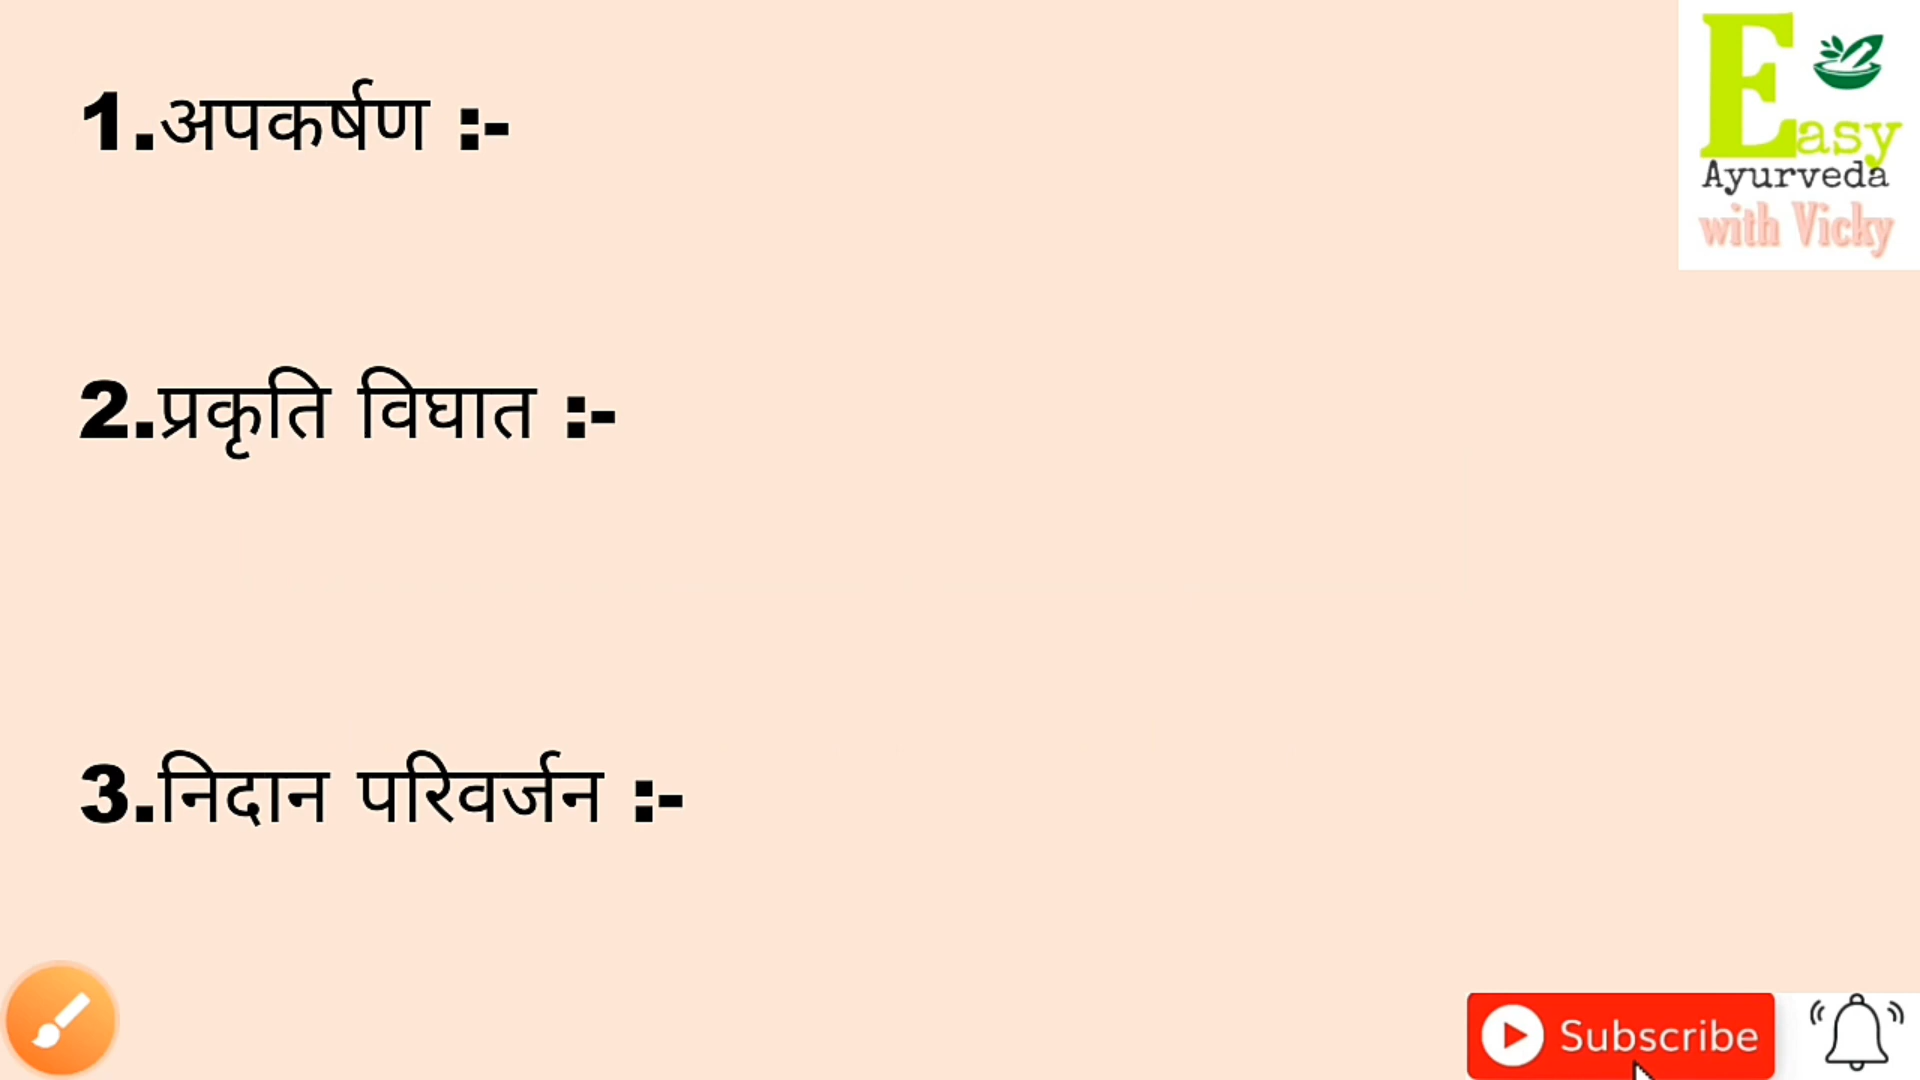 1.अपकर्षण :-
2.प्रकृति विघात :-
3.निदान परिवर्जन :-
Easy
Ayurveda
with Vicky
Subscribe